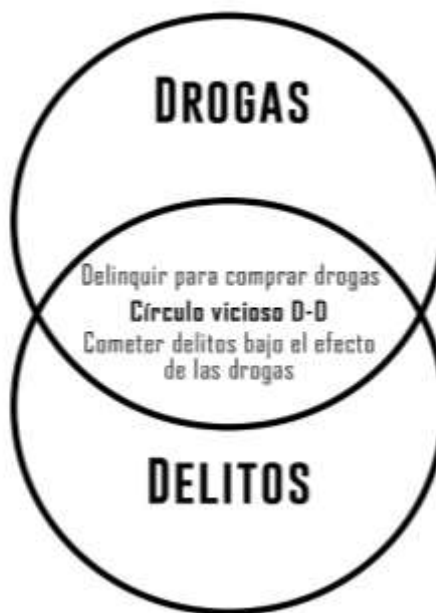 DROGAS
Delinquir para comprar drogas
Círculo vicioso D-D
Cometer delitos bajo el efecto
de las drogas
DELITOS